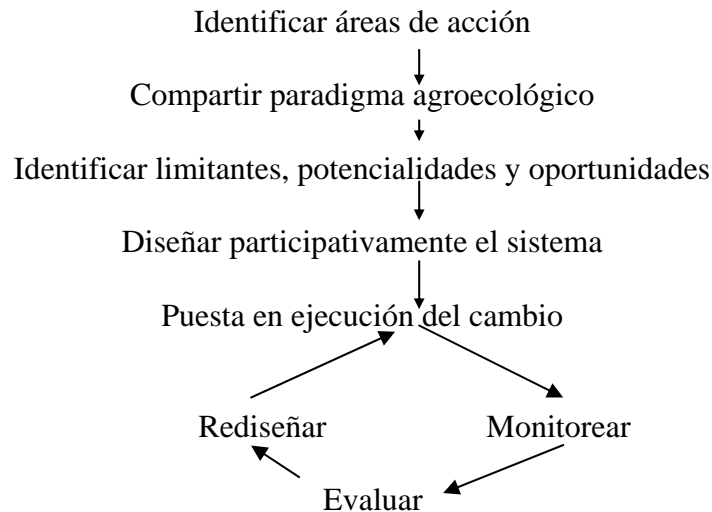 Identificar áreas de acción
Compartir paradigma agroecológico
Identificar limitantes, potencialidades y oportunidades
Diseñar participativamente el sistema
Puesta en ejecución del cambio
Rediseñar
Monitorear
Evaluar